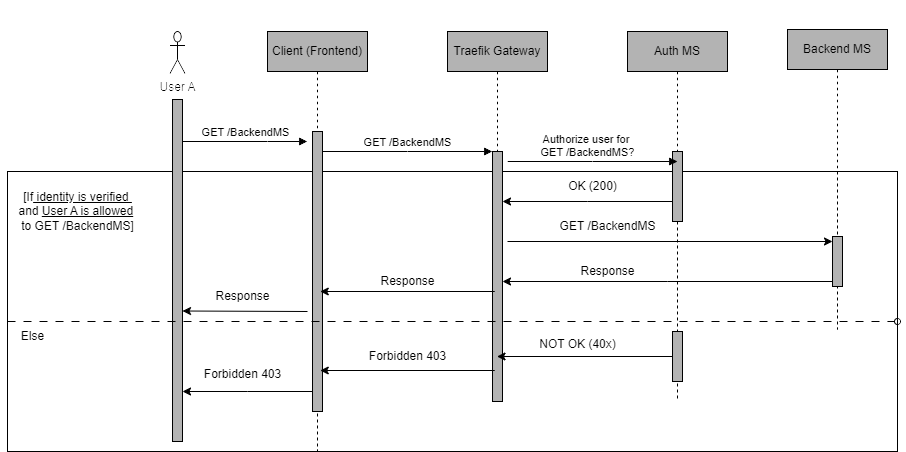 Client (Frontend)
Traefik Gateway
Auth MS
Backend MS
User A
GET /BackendMS
GET /BackendMS
Authorize user for
GET /BackendMS?
[If identity is verified
and User A is allowed
to GET /BackendMS]
OK (200)
GET /BackendMS
Response
Response
Response
Else
NOT OK (40x)
Forbidden 403
Forbidden 403